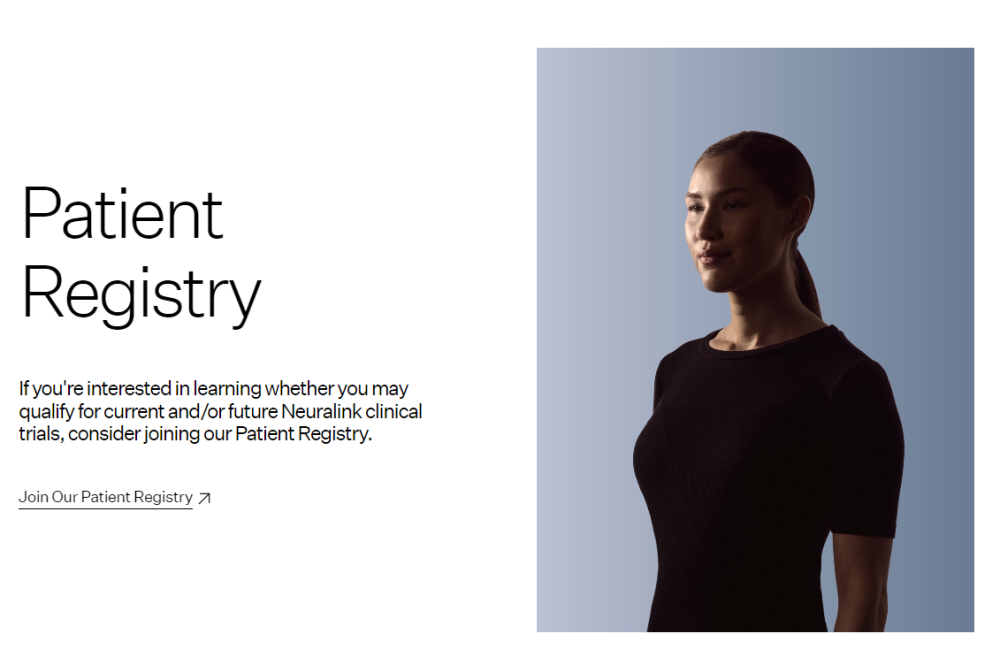 Patient
Registry
If you're interested in learning whether you may
qualify for current and/or future Neuralink clinical
trials, consider joining our Patient Registry.
Join Our Patient Registry